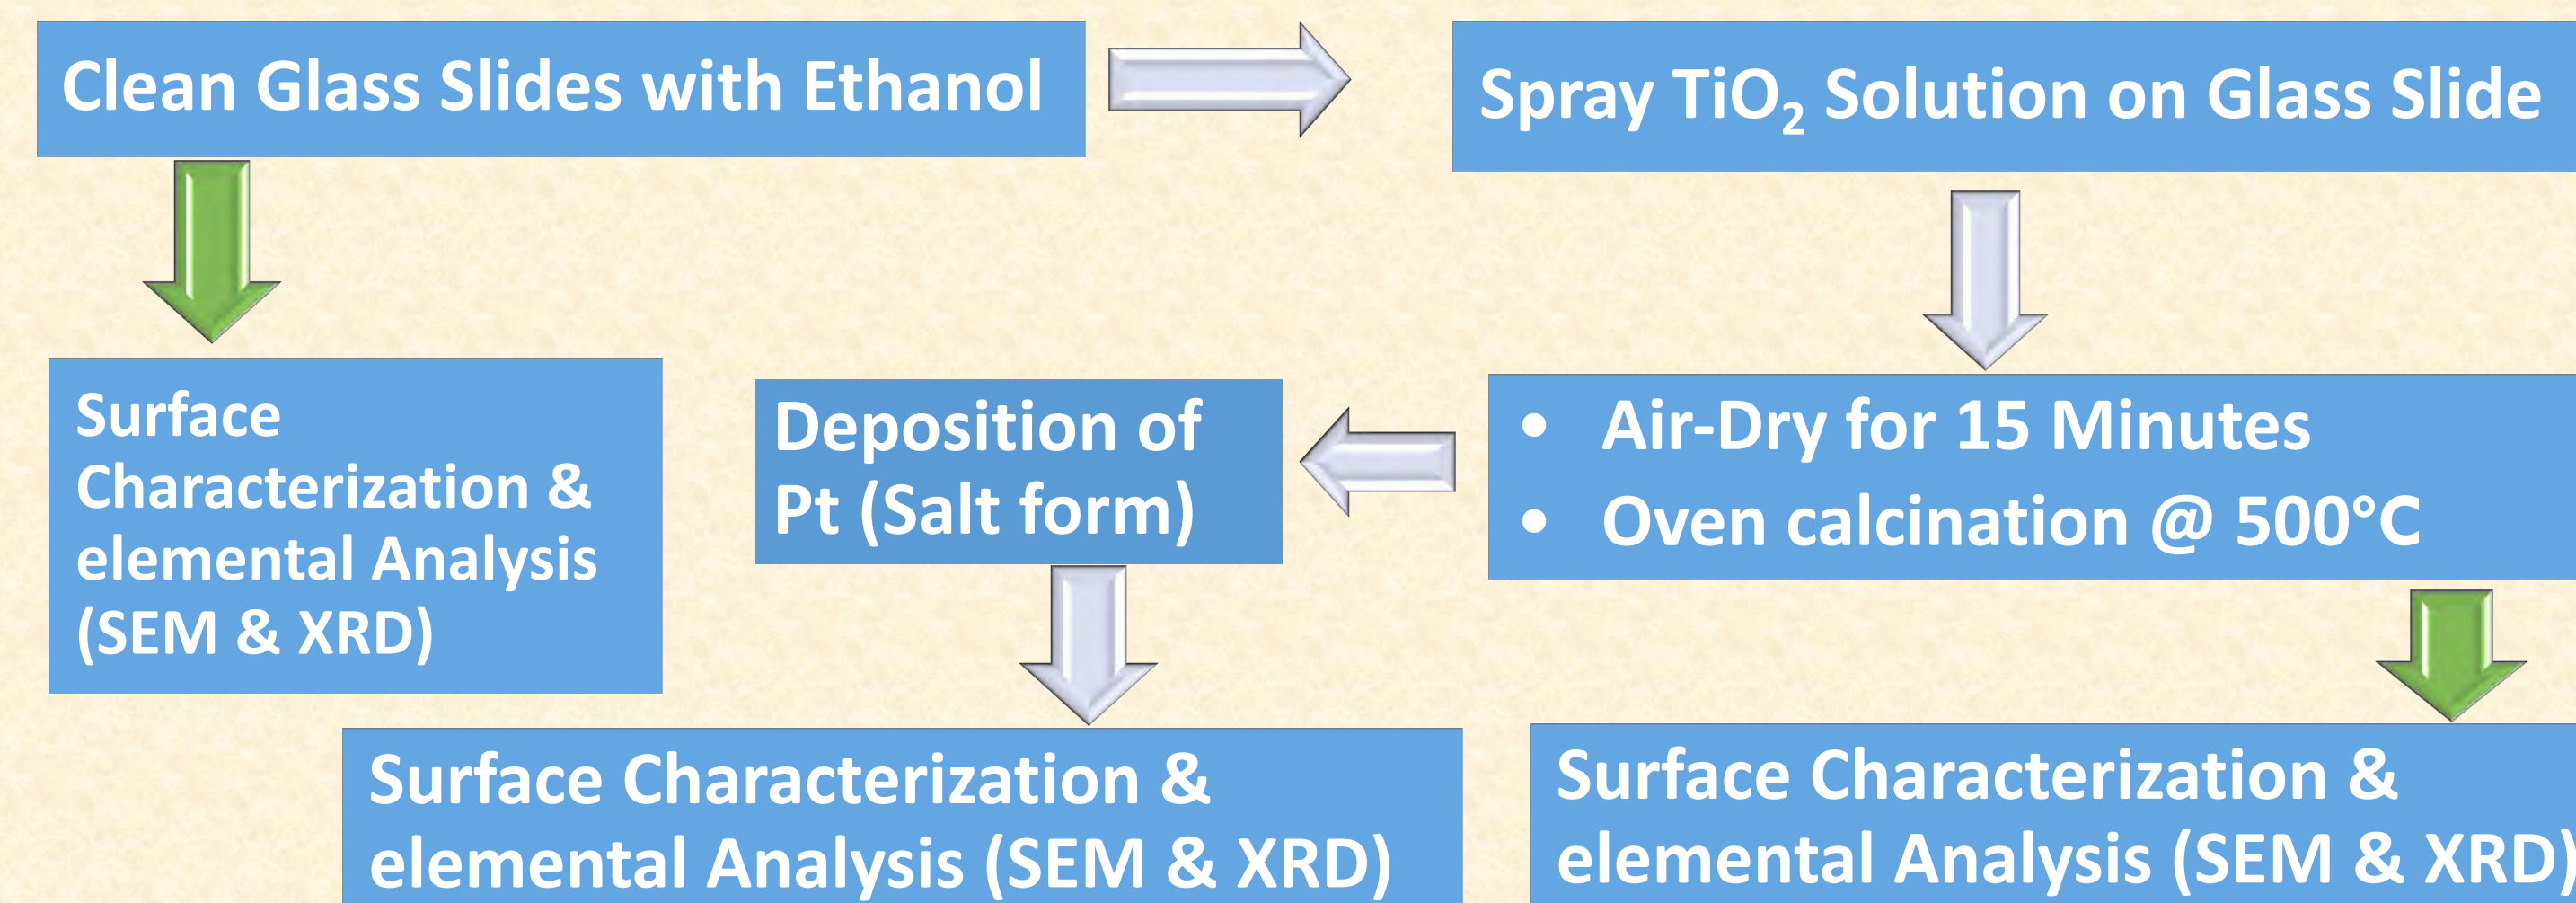 Clean Glass Slides with Ethanol
Spray TiO₂ Solution on Glass Slide
Surface
Characterization &
elemental Analysis
(SEM & XRD)
Deposition of
Pt (Salt form)
• Air-Dry for 15 Minutes
• Oven calcination @ 500°C
Surface Characterization &
elemental Analysis (SEM & XRD)
Surface Characterization &
elemental Analysis (SEM & XRD)